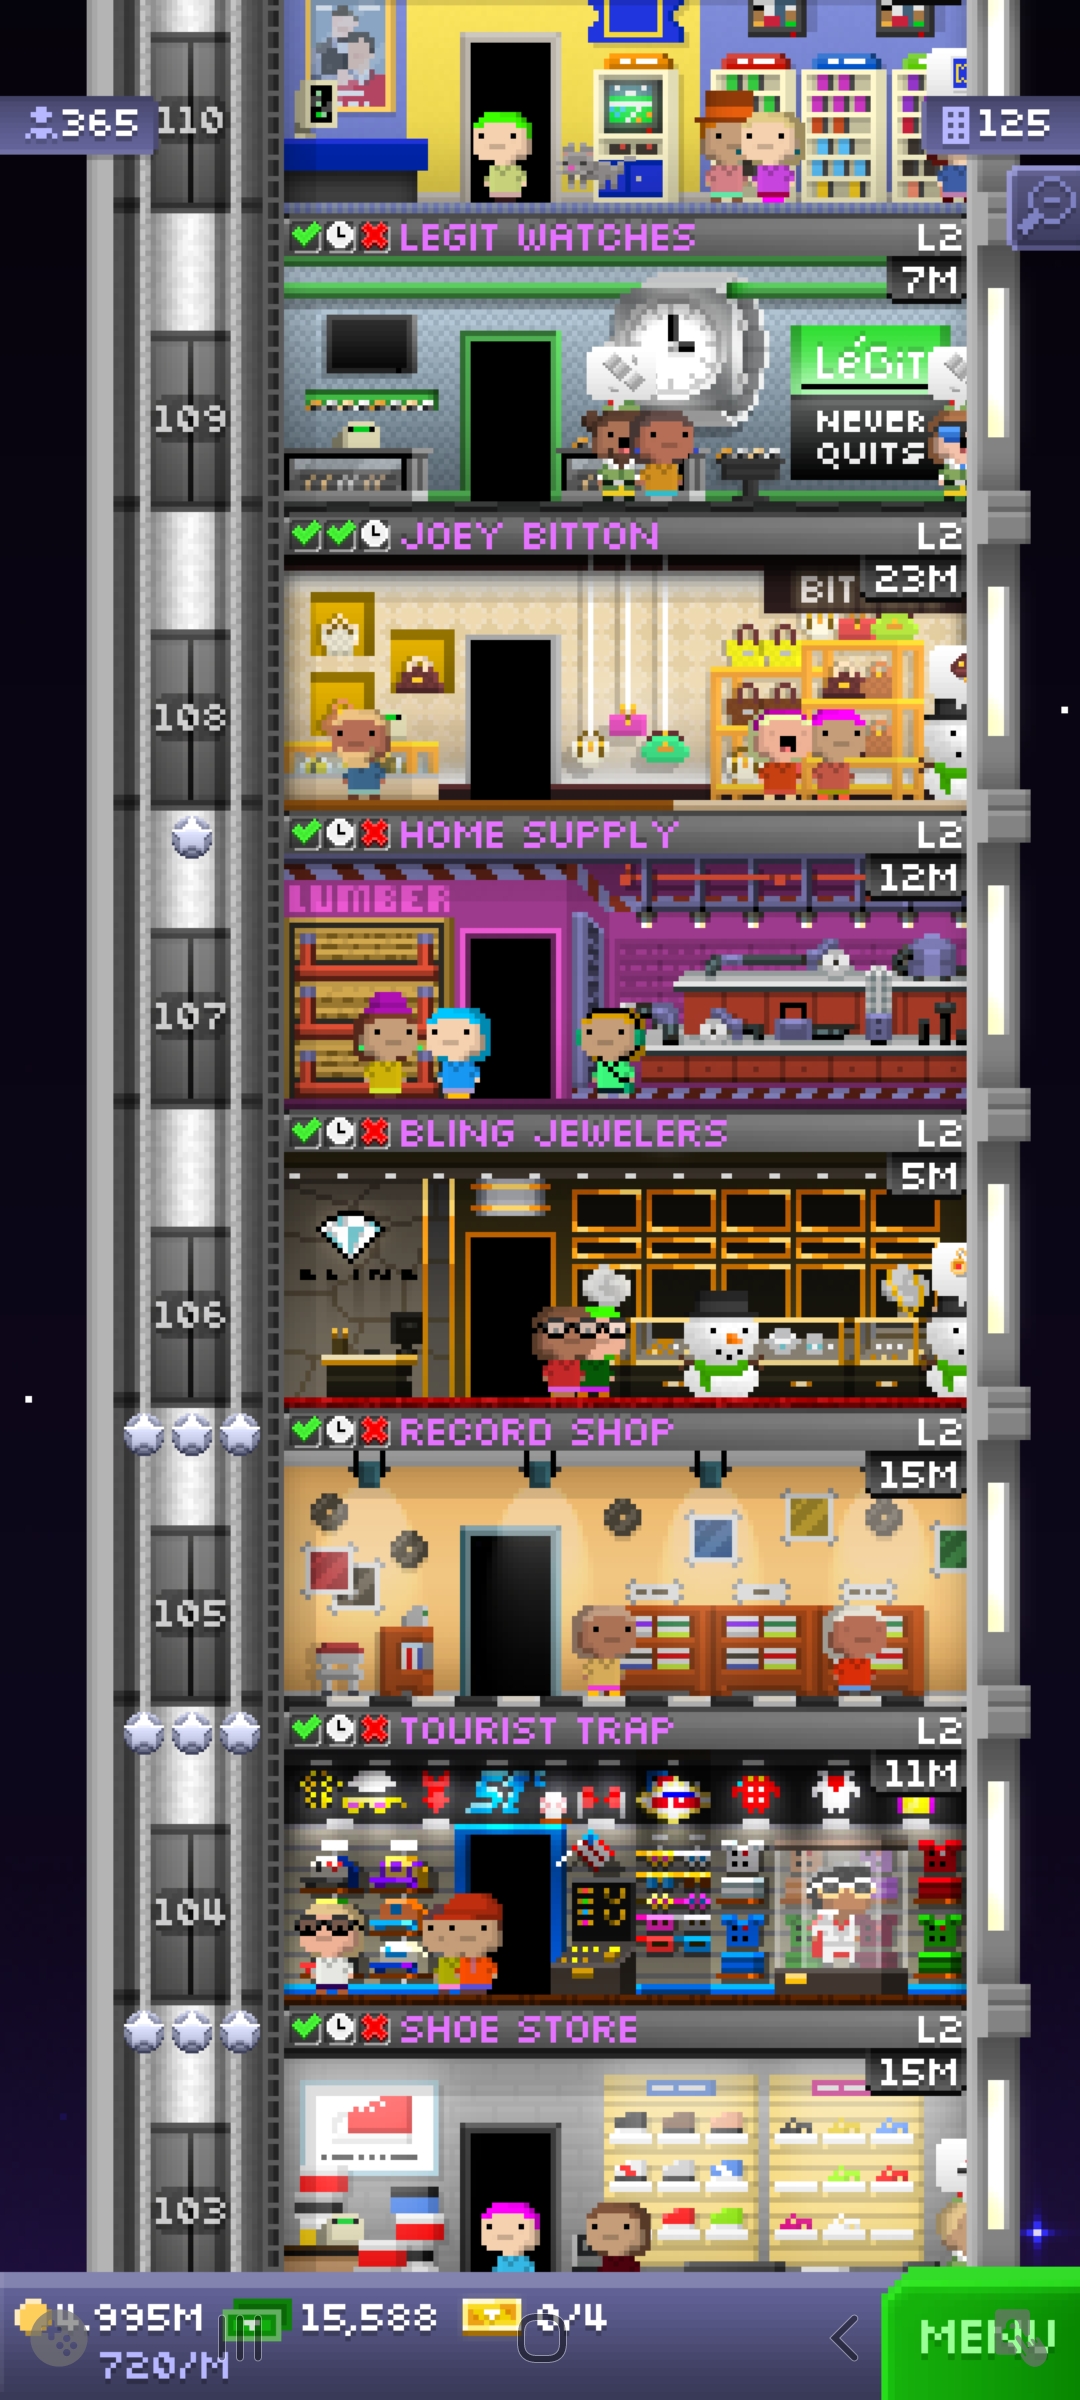 365
110
125
LEGIT WATCHES
L2
7M
LéGiT
109
NEVER
QUITS
JOEY BITTON
L2
BIT
23M
108
HOME SUPPLY
L2
12M
LUMBER
107
BLING JEWELERS
L2
5M
BLING
106
RECORD SHOP
L2
15M
105
TOURIST TRAP
L2
11M
104
SHOE STORE
L2
15M
103
4.995M
15,588
0/4
MENU
720/M